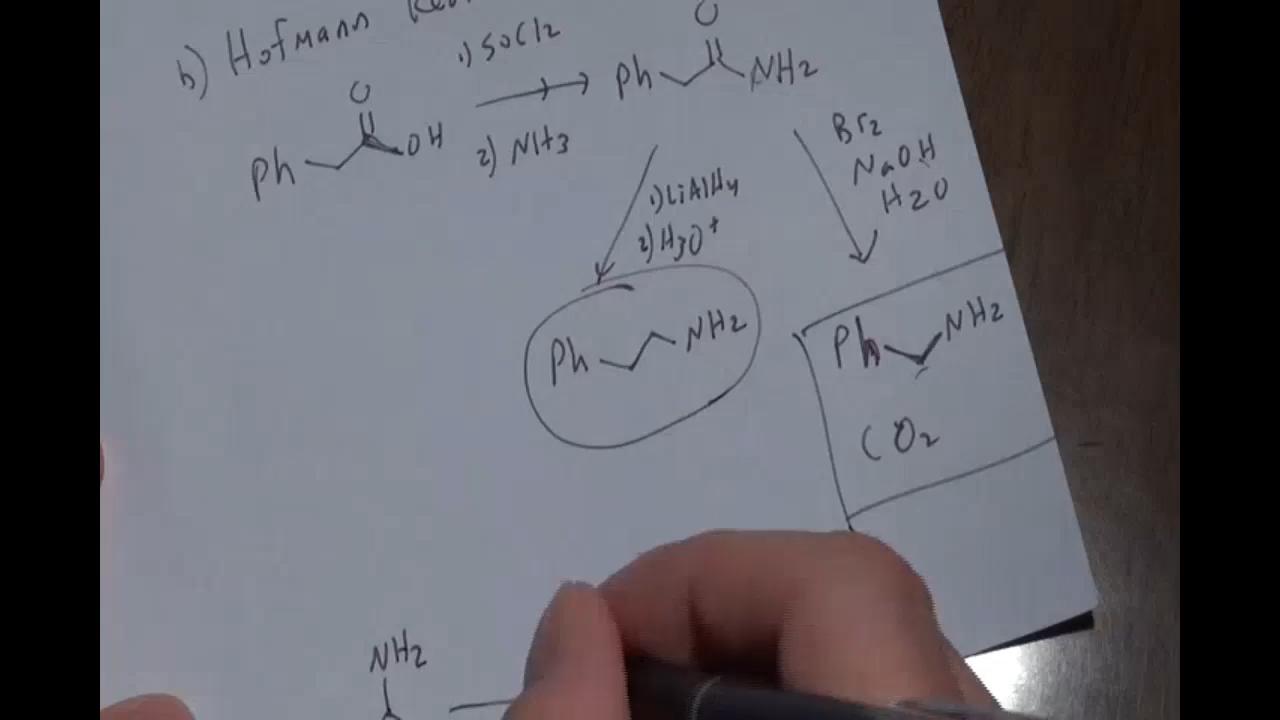 b) Hofmann
1) SOCl2
O
Ph NH2
O
Ph OH
2) NH3
Br2
NaOH
H2O
1) LiAlH4
2) H3O+
Ph NH2
Ph NH2
CO2
NH2